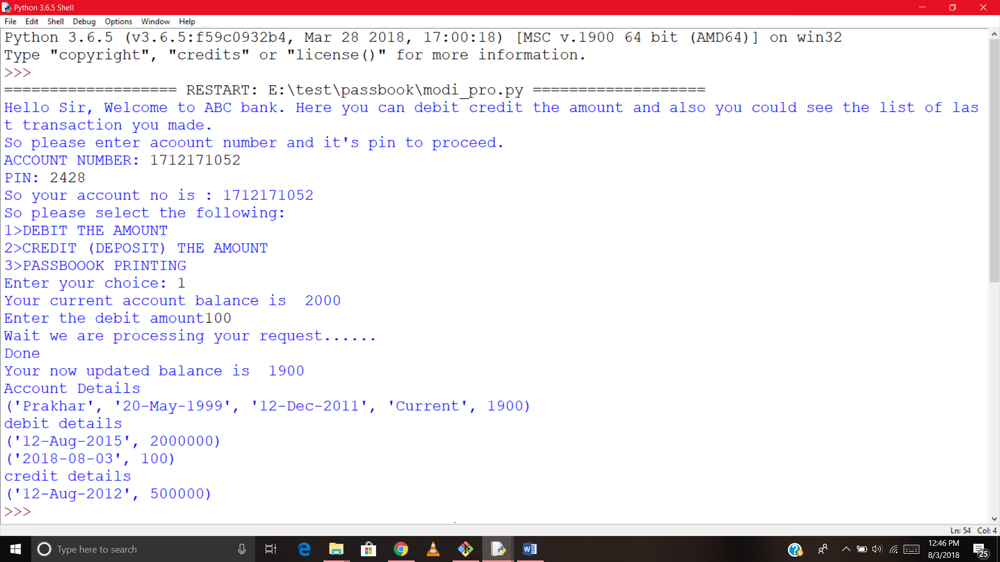 Python 3.6.5 Shell
File Edit Shell Debug Options Window Help
Python 3.6.5 (v3.6.5:f59c0932b4, Mar 28 2018, 17:00:18) [MSC v.1900 64 bit (AMD64)] on win32
Type "copyright", "credits" or "license()" for more information.
>>>
=================== RESTART: E:\test\passbook\modi_pro.py ===================
Hello Sir, Welcome to ABC bank. Here you can debit credit the amount and also you could see the list of las
t transaction you made.
So please enter acoount number and it's pin to proceed.
ACCOUNT NUMBER: 1712171052
PIN: 2428
So your account no is : 1712171052
So please select the following:
1>DEBIT THE AMOUNT
2>CREDIT (DEPOSIT) THE AMOUNT
3>PASSBOOOK PRINTING
Enter your choice: 1
Your current account balance is  2000
Enter the debit amount100
Wait we are processing your request......
Done
Your now updated balance is  1900
Account Details
('Prakhar', '20-May-1999', '12-Dec-2011', 'Current', 1900)
debit details
('12-Aug-2015', 2000000)
('2018-08-03', 100)
credit details
('12-Aug-2012', 500000)
>>>
Ln: 54 Col: 4
Type here to search
12:46 PM
8/3/2018
25